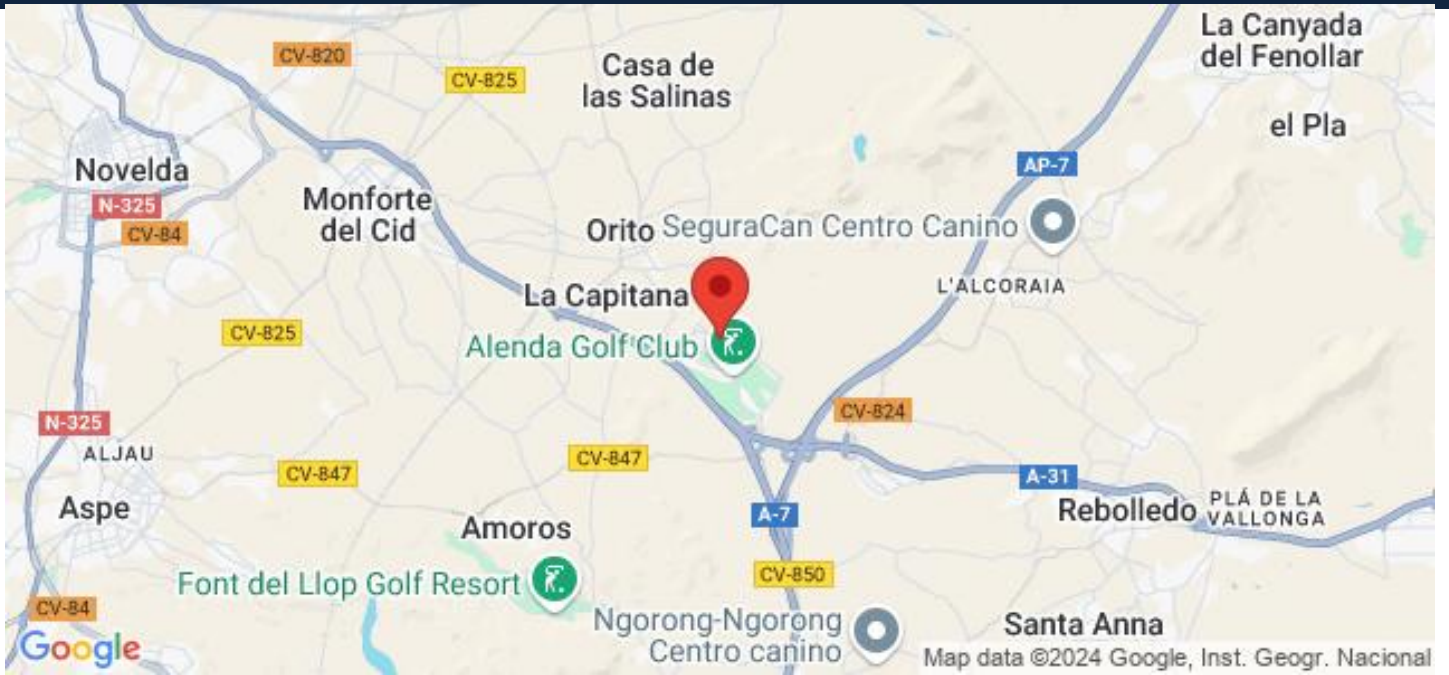 La Canyada
del Fenollar
CV-820
CV-825
Casa de
las Salinas
el Pla
AP-7
Novelda
N-325
CV-84
Monforte
del Cid
Orito
SeguraCan Centro Canino
L'ALCORAIA
La Capitana
CV-825
Alenda Golf Club
N-325
CV-824
ALJAU
CV-847
CV-847
A-31
Aspe
Amoros
A-7
Rebolledo
PLÁ DE LA
VALLONGA
Font del Llop Golf Resort
CV-850
CV-84
Ngorong-Ngorong
Centro canino
Santa Anna
Google
Map data ©2024 Google, Inst. Geogr. Nacional